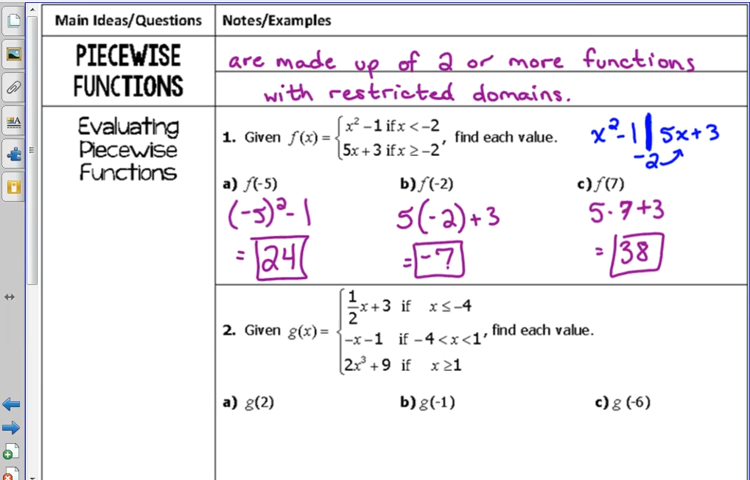 Main Ideas/Questions Notes/Examples
PIECEWISE FUNCTIONS
are made up of 2 or more functions
with restricted domains.
Evaluating Piecewise Functions
1. Given f(x) = { x² – 1 if x < –2
5x + 3 if x ≥ –2 , find each value.
x² - 1 | 5x + 3
-2
a) f(-5) b) f(-2) c) f(7)
(-5)² - 1 5(-2) + 3 5 · 7 + 3
= 24 = -7 = 38
2. Given g(x) = { 1/2 x + 3 if x ≤ –4
–x – 1 if –4 < x < 1 , find each value.
2x³ + 9 if x ≥ 1
a) g(2) b) g(-1) c) g (-6)